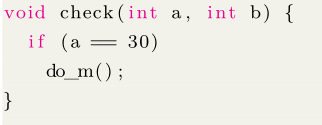 void check(int a, int b) {
  if (a == 30)
    do_m();
}